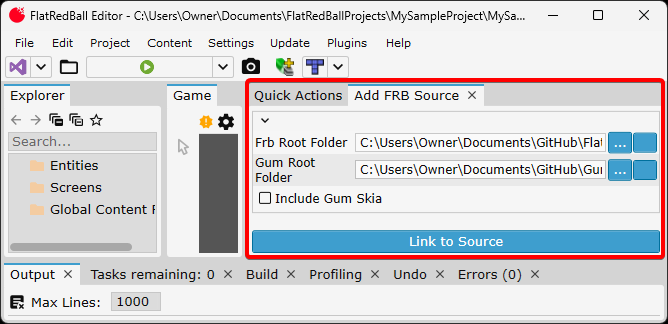 FlatRedBall Editor - C:\Users\Owner\Documents\FlatRedBallProjects\MySampleProject\MySa...
File Edit Project Content Settings Update Plugins Help
Explorer Game Quick Actions Add FRB Source ×
Search...
Frb Root Folder C:\Users\Owner\Documents\GitHub\Flat ...
Gum Root Folder C:\Users\Owner\Documents\GitHub\Gur ...
Entities
Screens
Global Content F
Include Gum Skia
Link to Source
Output × Tasks remaining: 0 × Build × Profiling × Undo × Errors (0) ×
Max Lines: 1000